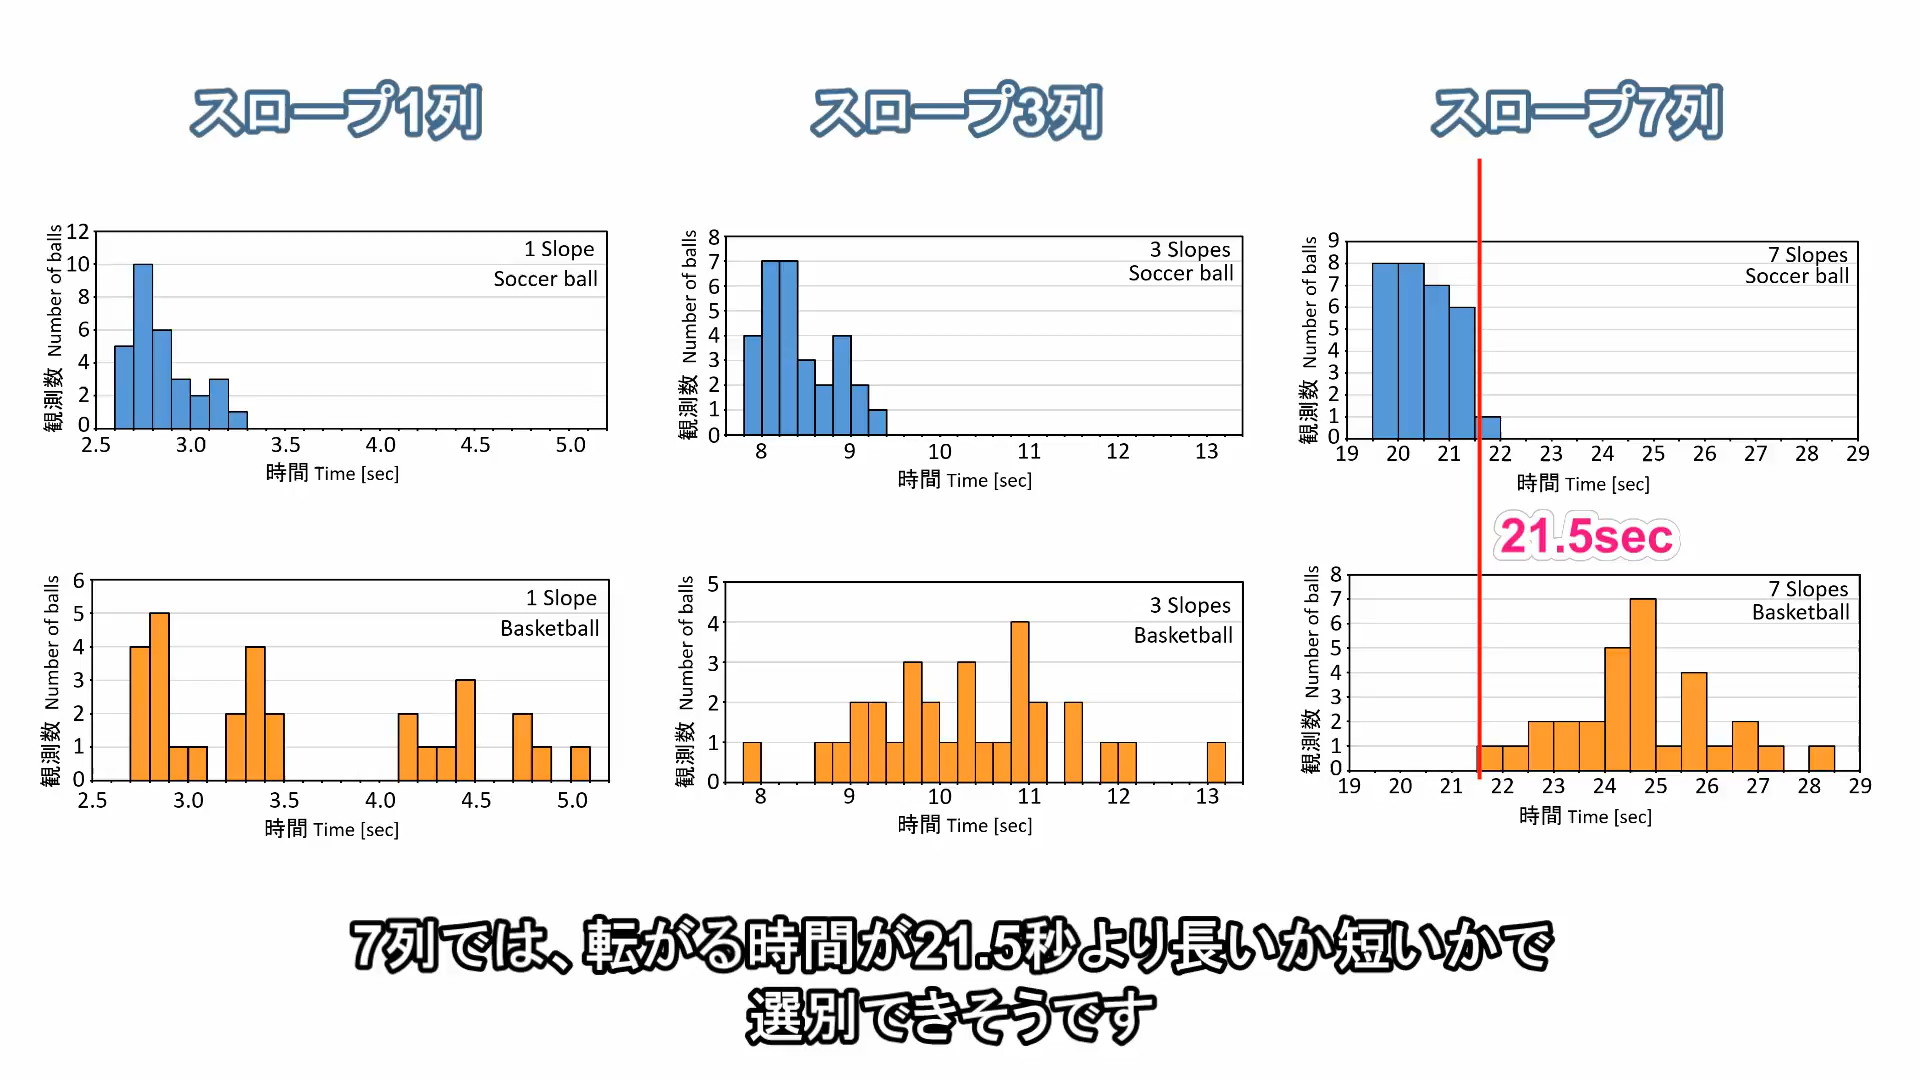 スロープ1列
スロープ3列
スロープ7列
1 Slope
Soccer ball
観測数 Number of balls
12
10
8
6
4
2
0
2.5 3.0 3.5 4.0 4.5 5.0
時間 Time [sec]
3 Slopes
Soccer ball
観測数 Number of balls
8
7
6
5
4
3
2
1
0
8 9 10 11 12 13
時間 Time [sec]
7 Slopes
Soccer ball
観測数 Number of balls
9
8
7
6
5
4
3
2
1
0
19 20 21 22 23 24 25 26 27 28 29
時間 Time [sec]
21.5sec
1 Slope
Basketball
観測数 Number of balls
6
5
4
3
2
1
0
2.5 3.0 3.5 4.0 4.5 5.0
時間 Time [sec]
3 Slopes
Basketball
観測数 Number of balls
5
4
3
2
1
0
8 9 10 11 12 13
時間 Time [sec]
7 Slopes
Basketball
観測数 Number of balls
8
7
6
5
4
3
2
1
0
19 20 21 22 23 24 25 26 27 28 29
時間 Time [sec]
7列では、転がる時間が21.5秒より長いか短いかで
選別できそうです